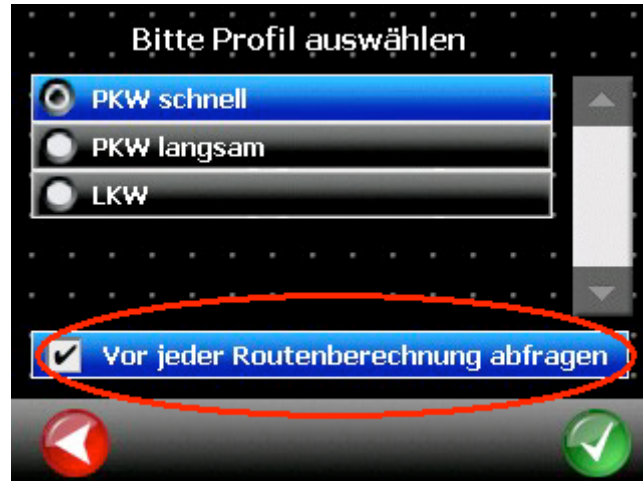 Bitte Profil auswählen
PKW schnell
PKW langsam
LKW
Vor jeder Routenberechnung abfragen